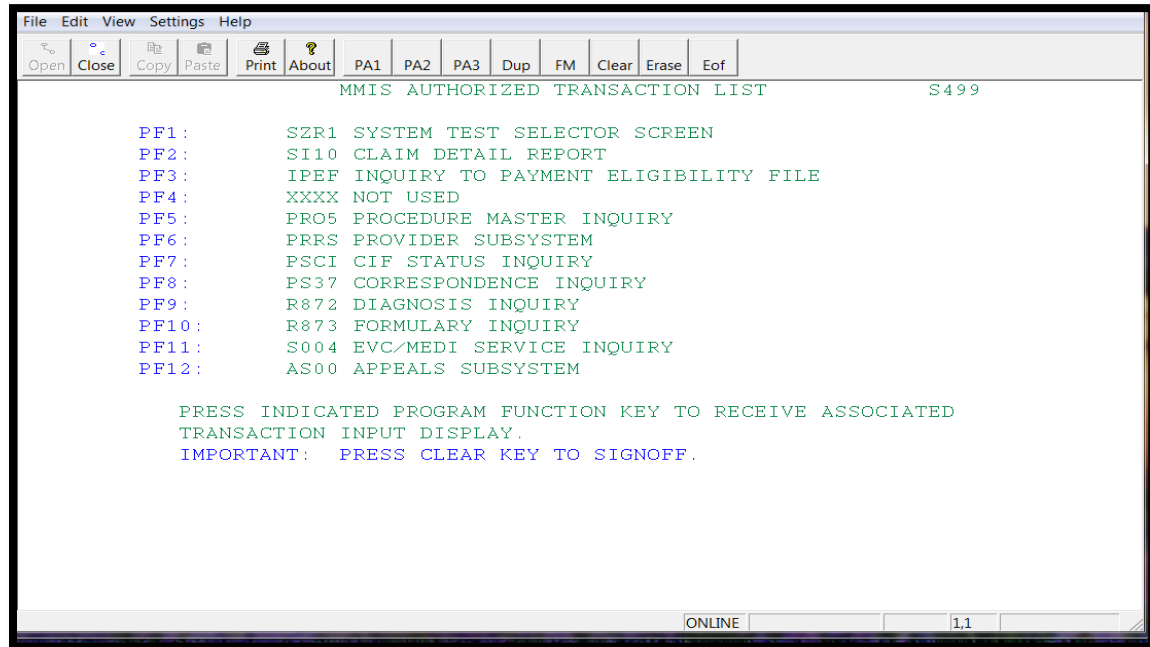 File Edit View Settings Help
Open Close Copy Paste Print About PA1 PA2 PA3 Dup FM Clear Erase Eof
MMIS AUTHORIZED TRANSACTION LIST S499
PF1: SZR1 SYSTEM TEST SELECTOR SCREEN
PF2: SI10 CLAIM DETAIL REPORT
PF3: IPEF INQUIRY TO PAYMENT ELIGIBILITY FILE
PF4: XXXX NOT USED
PF5: PRO5 PROCEDURE MASTER INQUIRY
PF6: PRRS PROVIDER SUBSYSTEM
PF7: PSCI CIF STATUS INQUIRY
PF8: PS37 CORRESPONDENCE INQUIRY
PF9: R872 DIAGNOSIS INQUIRY
PF10: R873 FORMULARY INQUIRY
PF11: S004 EVC/MEDI SERVICE INQUIRY
PF12: AS00 APPEALS SUBSYSTEM
PRESS INDICATED PROGRAM FUNCTION KEY TO RECEIVE ASSOCIATED
TRANSACTION INPUT DISPLAY.
IMPORTANT: PRESS CLEAR KEY TO SIGNOFF.
ONLINE 1,1